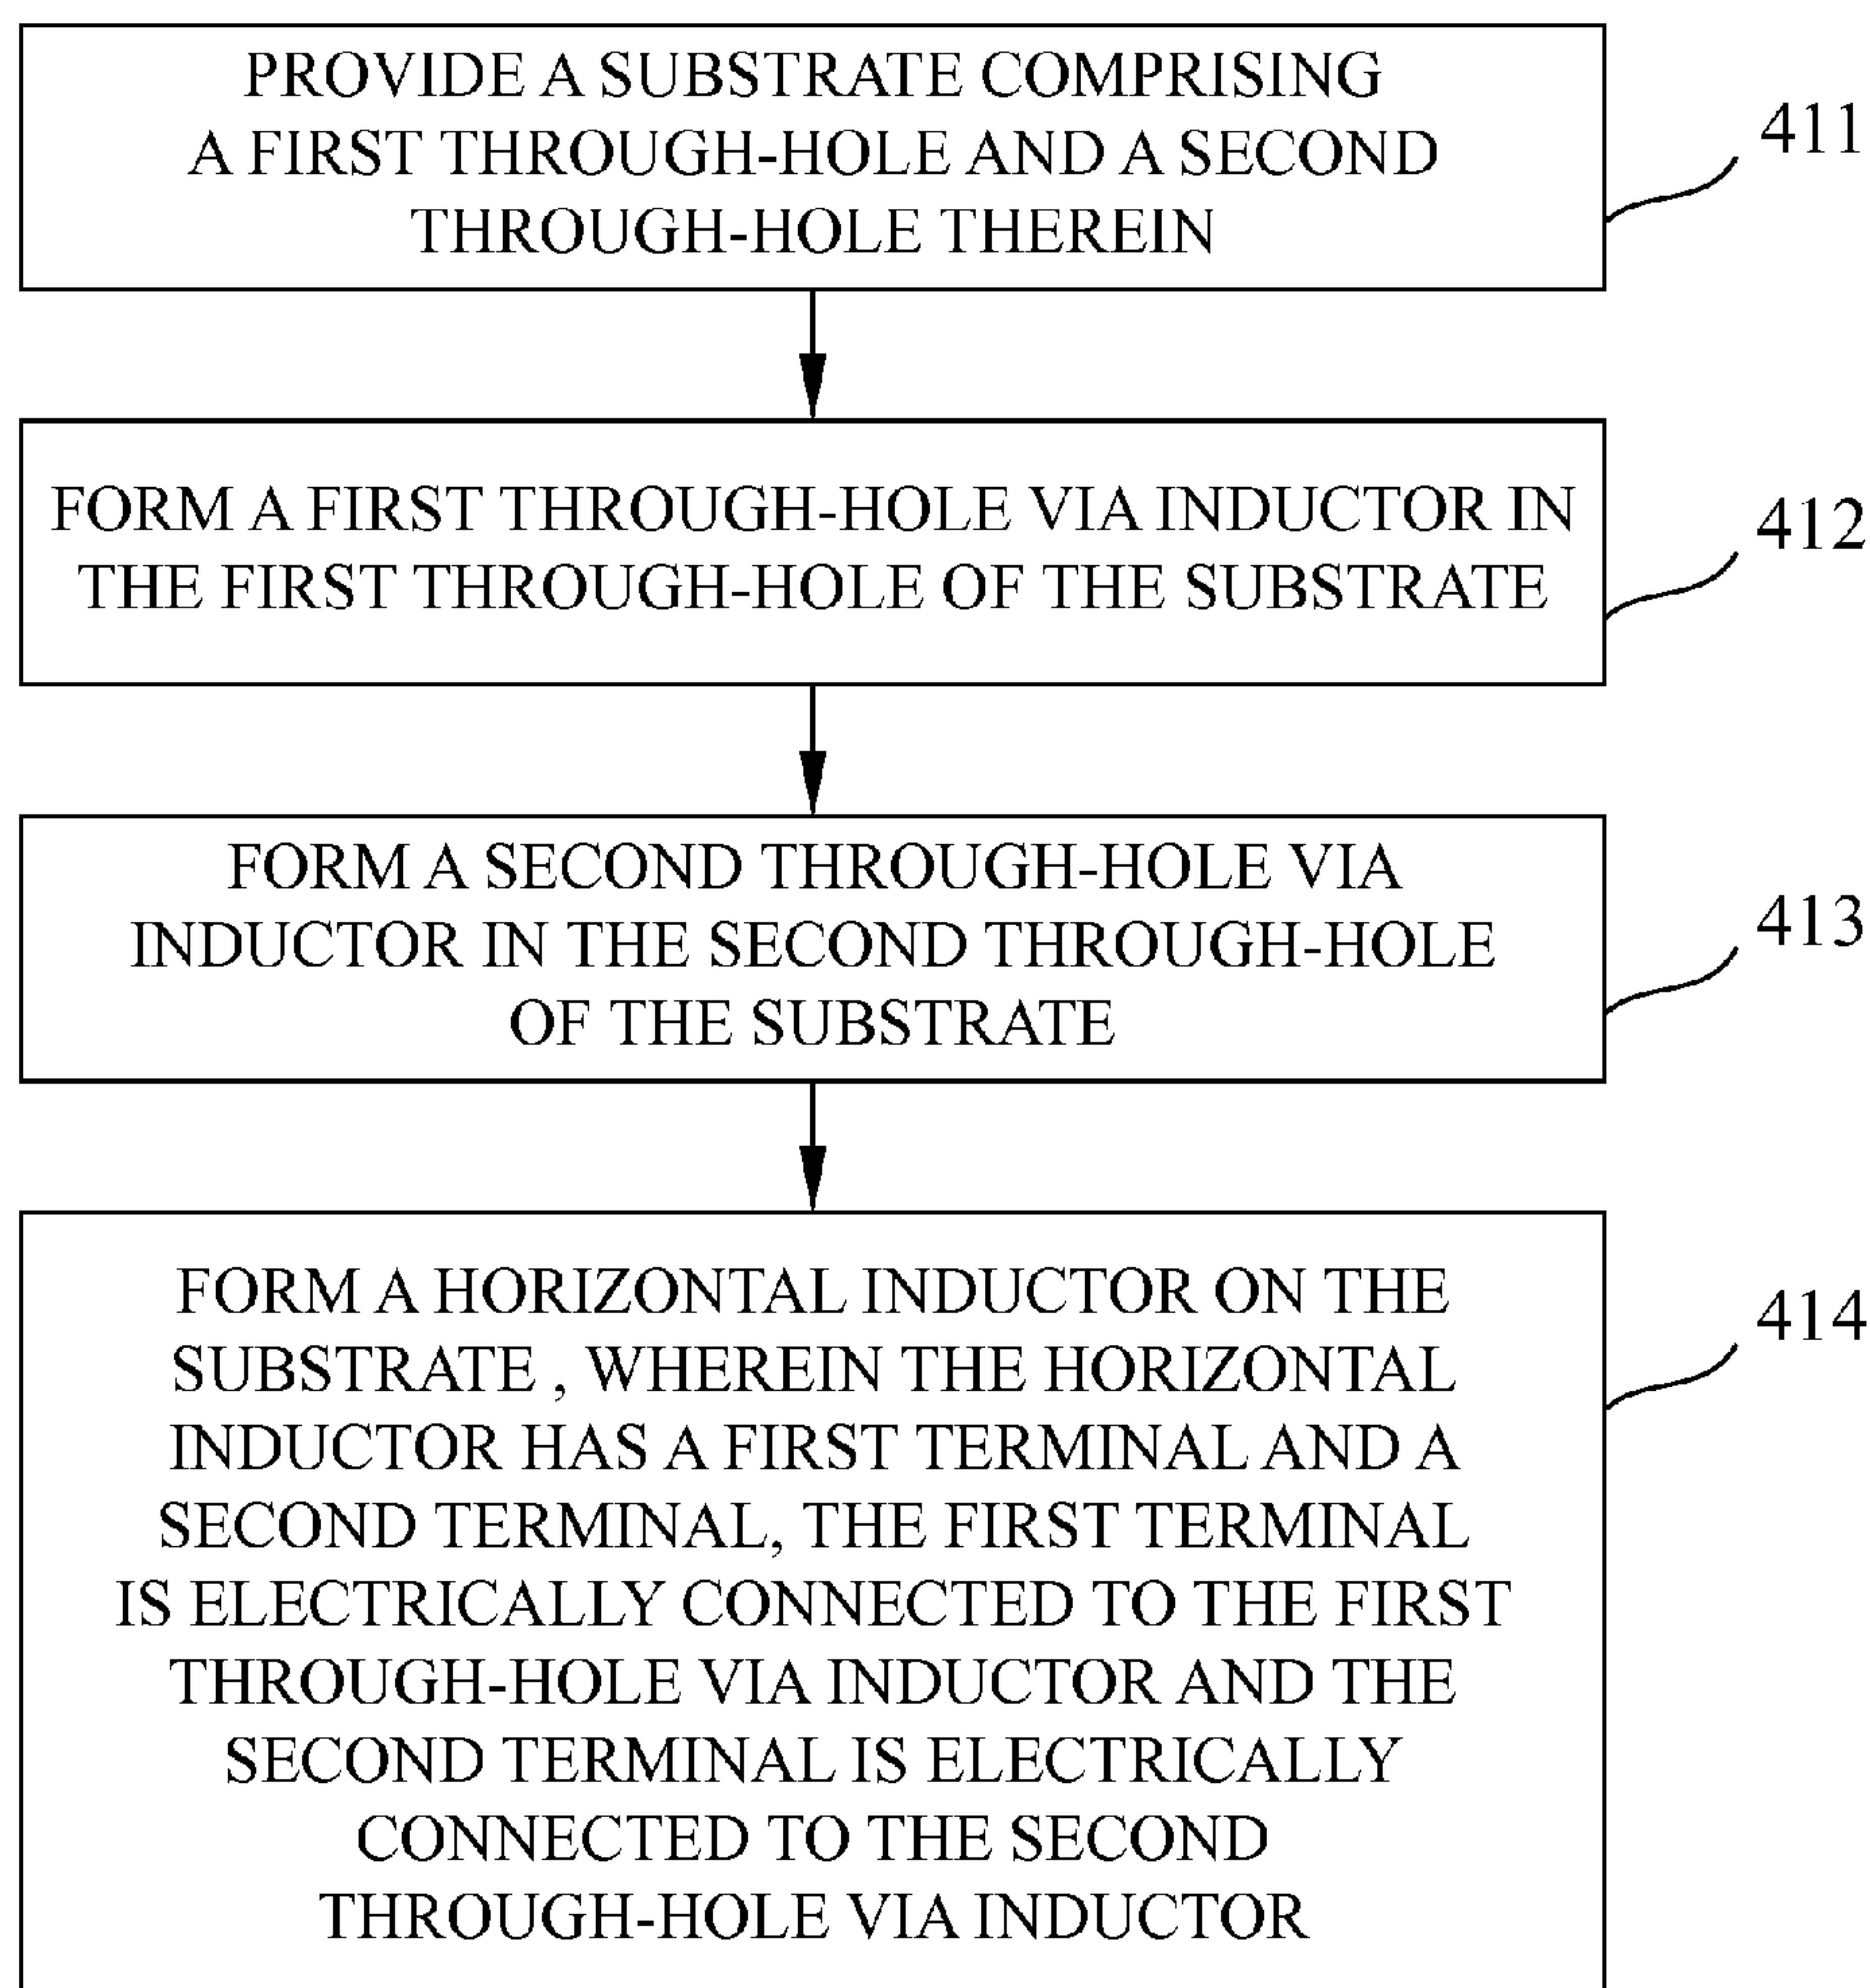 PROVIDE A SUBSTRATE COMPRISING
A FIRST THROUGH-HOLE AND A SECOND
THROUGH-HOLE THEREIN
411
FORM A FIRST THROUGH-HOLE VIA INDUCTOR IN
THE FIRST THROUGH-HOLE OF THE SUBSTRATE
412
FORM A SECOND THROUGH-HOLE VIA
INDUCTOR IN THE SECOND THROUGH-HOLE
OF THE SUBSTRATE
413
FORM A HORIZONTAL INDUCTOR ON THE
SUBSTRATE , WHEREIN THE HORIZONTAL
INDUCTOR HAS A FIRST TERMINAL AND A
SECOND TERMINAL, THE FIRST TERMINAL
IS ELECTRICALLY CONNECTED TO THE FIRST
THROUGH-HOLE VIA INDUCTOR AND THE
SECOND TERMINAL IS ELECTRICALLY
CONNECTED TO THE SECOND
THROUGH-HOLE VIA INDUCTOR
414